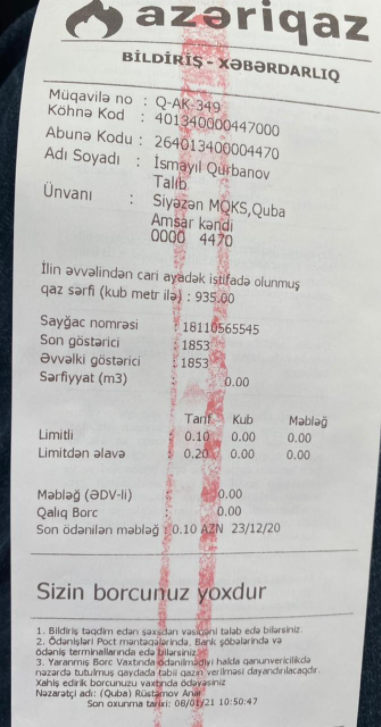 azəriqaz
BİLDİRİŞ - XƏBƏRDARLIQ
Müqavilə no : Q-AK-349
Köhnə Kod : 401340000447000
Abunə Kodu : 264013400004470
Adı Soyadı : İsmayıl Qurbanov
Talıb
Ünvanı : Siyəzən MQKS,Quba
Amsar kəndi
0000 4470
İlin əvvəlindən cari ayadək istifadə olunmuş
qaz sərfi (kub metr ilə) : 935.00
Sayğac nomrəsi : 18110565545
Son göstərici : 1853
Əvvəlki göstərici : 1853
Sərfiyyat (m3) : 0.00
Tarif Kub Məbləğ
Limitli : 0.10 0.00 0.00
Limitdən əlavə : 0.20 0.00 0.00
Məbləğ (ƏDV-li) : 0.00
Qalıq Borc : 0.00
Son ödənilən məbləğ : 0.10 AZN 23/12/20
Sizin borcunuz yoxdur
1. Bildiriş təqdim edən şəxsdən vəsiqəni tələb edə bilərsiniz.
2. Ödənişləri Poct məntəqələrində, Bank şöbələrində və
ödəniş terminallarında edə bilərsiniz.
3. Yaranmış Borc Vaxtında ödənilmədiyi halda qanunvericilikdə
nəzərdə tutulmuş qaydada təbii qazın verilməsi dayandırılacaqdır.
Xahiş edirik borcunuzu vaxtında ödəyəsiniz
Nəzarətçi adı: (Quba) Rüstəmov Anar
Son oxunma tarixi: 08/01/21 10:50:47